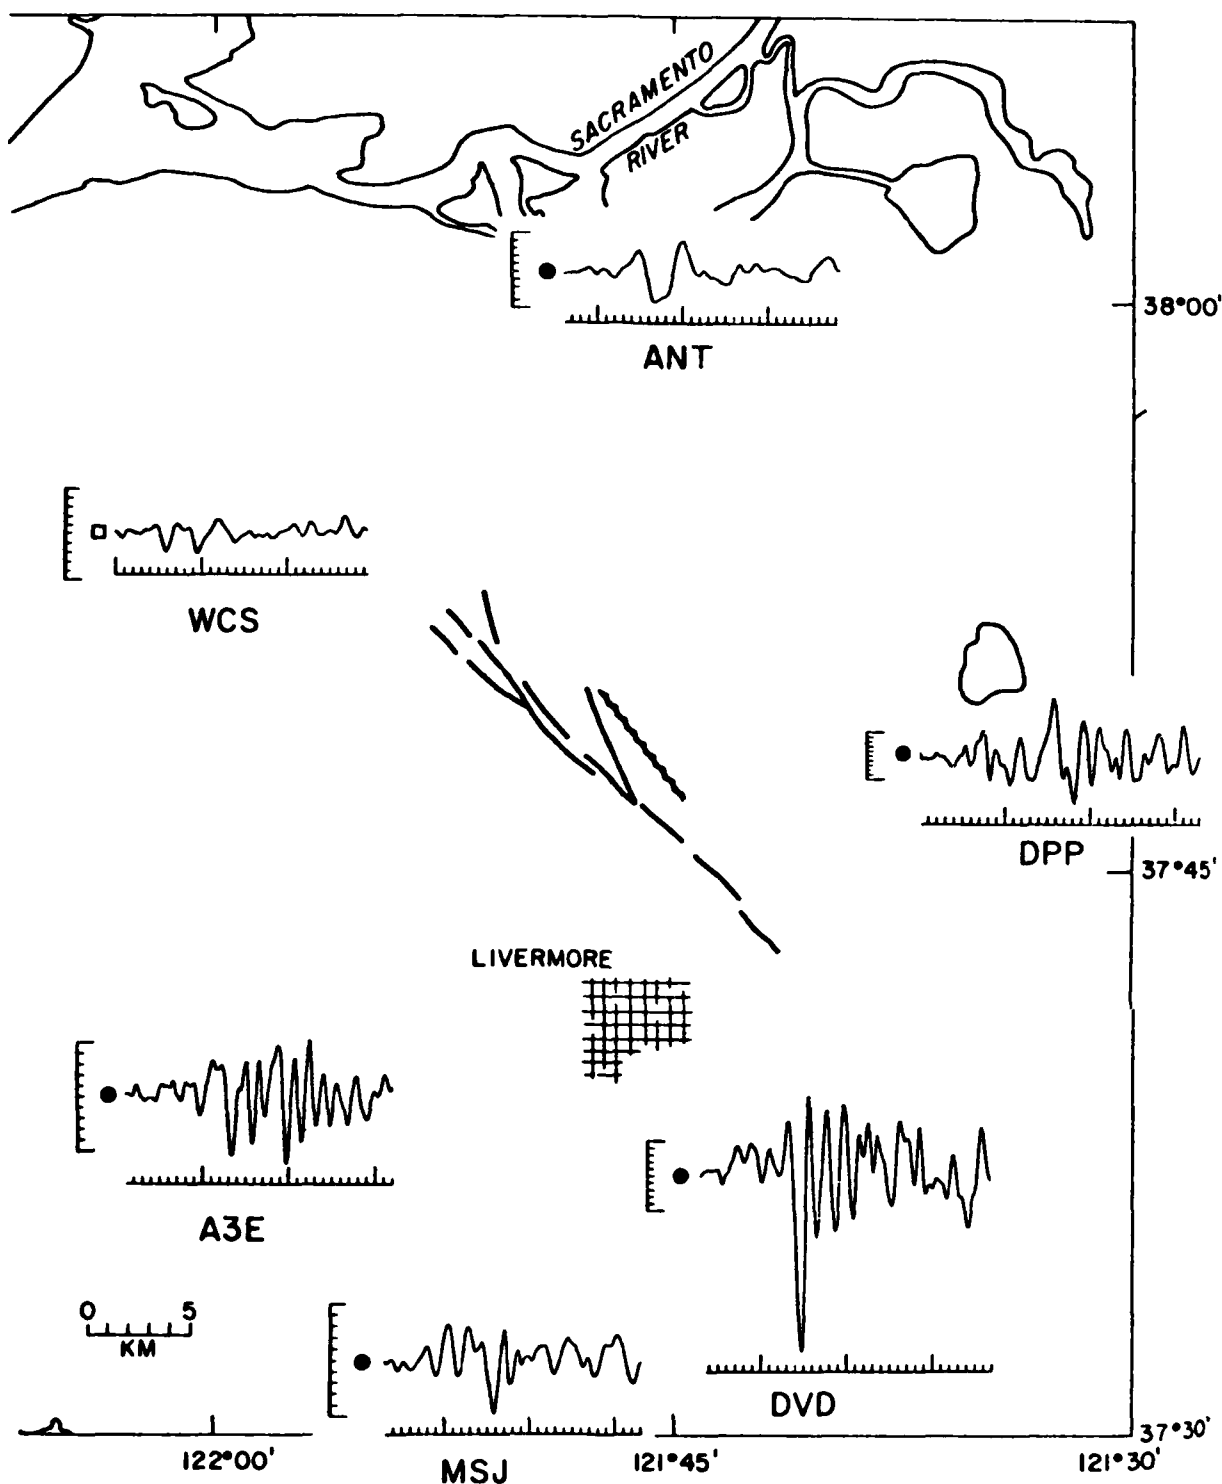 SACRAMENTO
RIVER
38°00'
ANT
WCS
DPP
37°45'
LIVERMORE
A3E
0 5
KM
DVD
37°30'
122°00'
MSJ
121°45'
121°30'